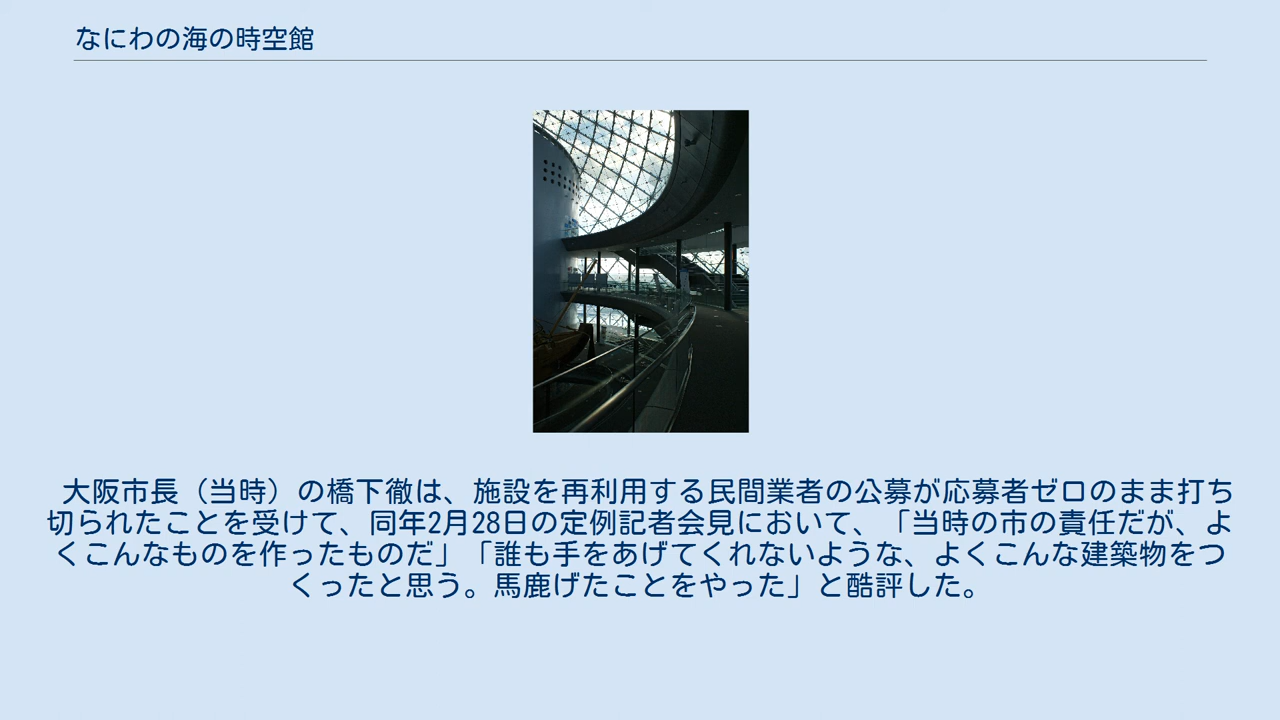 なにわの海の時空館
大阪市長（当時）の橋下徹は、施設を再利用する民間業者の公募が応募者ゼロのまま打ち
切られたことを受けて、同年2月28日の定例記者会見において、「当時の市の責任だが、よ
くこんなものを作ったものだ」「誰も手をあげてくれないような、よくこんな建築物をつ
くったと思う。馬鹿げたことをやった」と酷評した。